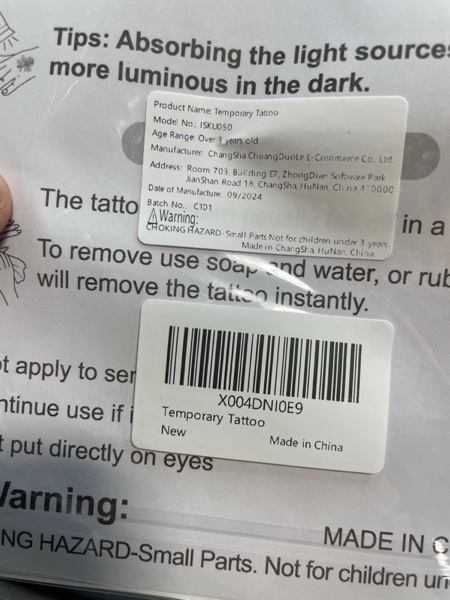 Tips: Absorbing the light sources
more luminous in the dark.
Product Name: Temporary Tattoo
Model No.: ISKU050
Age Range: Over 3 years old
Manufacturer: ChangSha ChuangDuoLe E-Commerce Co., Ltd.
Address: Room 703, Building E7, ZhongDian Software Park,
JianShan Road 18, ChangSha, HuNan, China 410000
Date of Manufacture: 09/2024
Batch No.: CT01
Warning:
CHOKING HAZARD-Small Parts Not for children under 3 years.
Made in ChangSha, HuNan, China
The tatto in a
To remove use soap and water, or rub
will remove the tattoo instantly.
X004DNI0E9
Temporary Tattoo
New Made in China
t apply to ser
ntinue use if i
t put directly on eyes
Warning:
MADE IN C
NG HAZARD-Small Parts. Not for children un